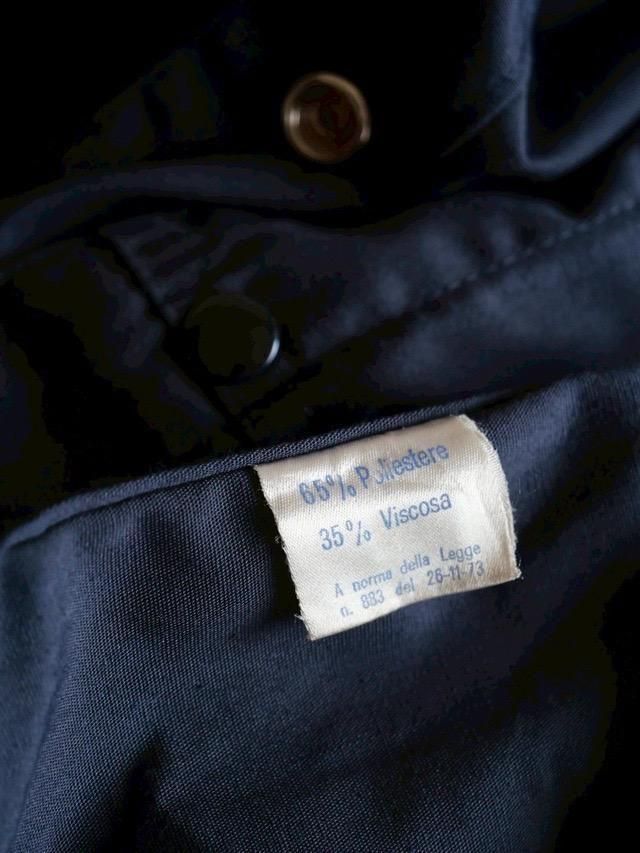 65% Poliestere
35% Viscosa
A norma della Legge
n. 883 del 26-11-73